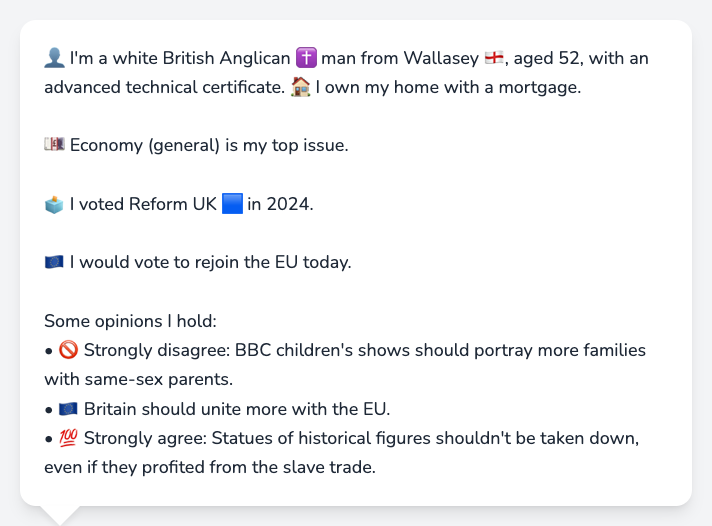 👤 I'm a white British Anglican ✝️ man from Wallasey 🏴󠁧󠁢󠁥󠁮󠁧󠁿, aged 52, with an
advanced technical certificate. 🏠 I own my home with a mortgage.
💷 Economy (general) is my top issue.
🗳️ I voted Reform UK 🟦 in 2024.
🇪🇺 I would vote to rejoin the EU today.
Some opinions I hold:
• 🚫 Strongly disagree: BBC children's shows should portray more families
with same-sex parents.
• 🇪🇺 Britain should unite more with the EU.
• 💯 Strongly agree: Statues of historical figures shouldn't be taken down,
even if they profited from the slave trade.